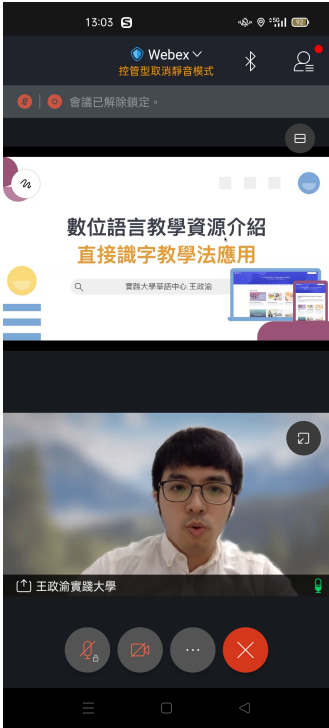 13:03
92
Webex
控管型取消靜音模式
會議已解除鎖定。
數位語言教學資源介紹
直接識字教學法應用
實踐大學華語中心 王政渝
王政渝實踐大學